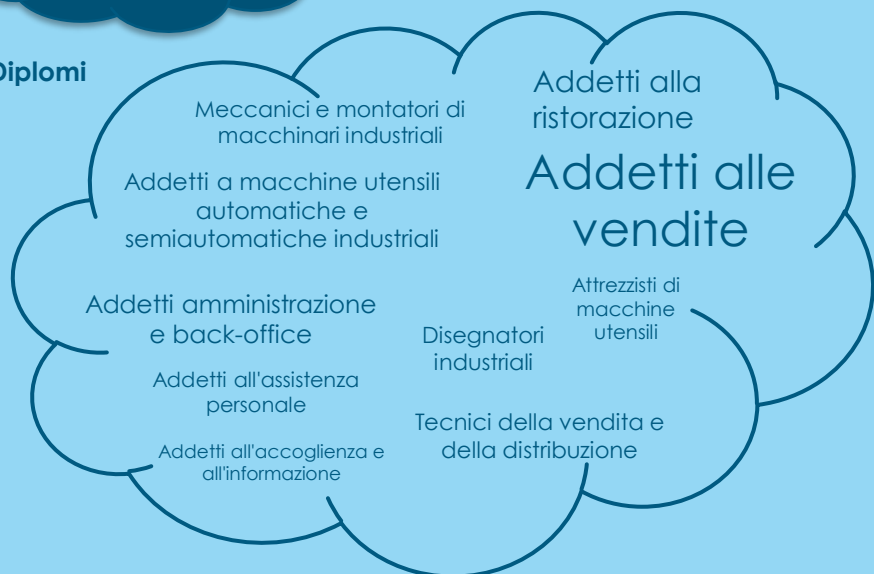 Diplomi
Meccanici e montatori di
macchinari industriali
Addetti alla
ristorazione
Addetti a macchine utensili
automatiche e
semiautomatiche industriali
Addetti alle
vendite
Addetti amministrazione
e back-office
Attrezzisti di
macchine
utensili
Disegnatori
industriali
Addetti all'assistenza
personale
Tecnici della vendita e
della distribuzione
Addetti all'accoglienza e
all'informazione